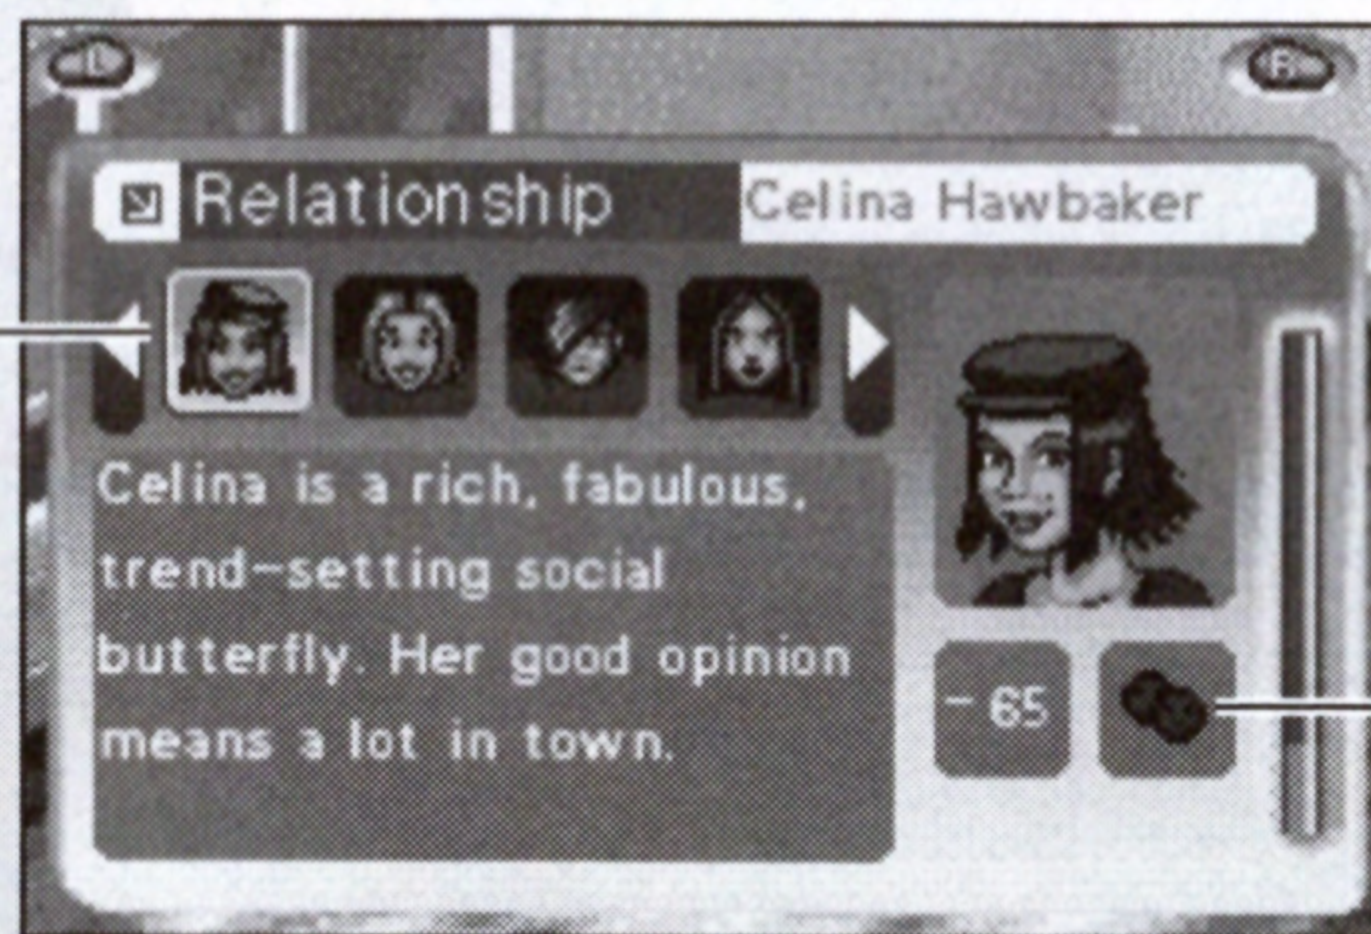 L
R
Relationship
Celina Hawbaker
Celina is a rich, fabulous,
trend-setting social
butterfly. Her good opinion
means a lot in town.
- 65